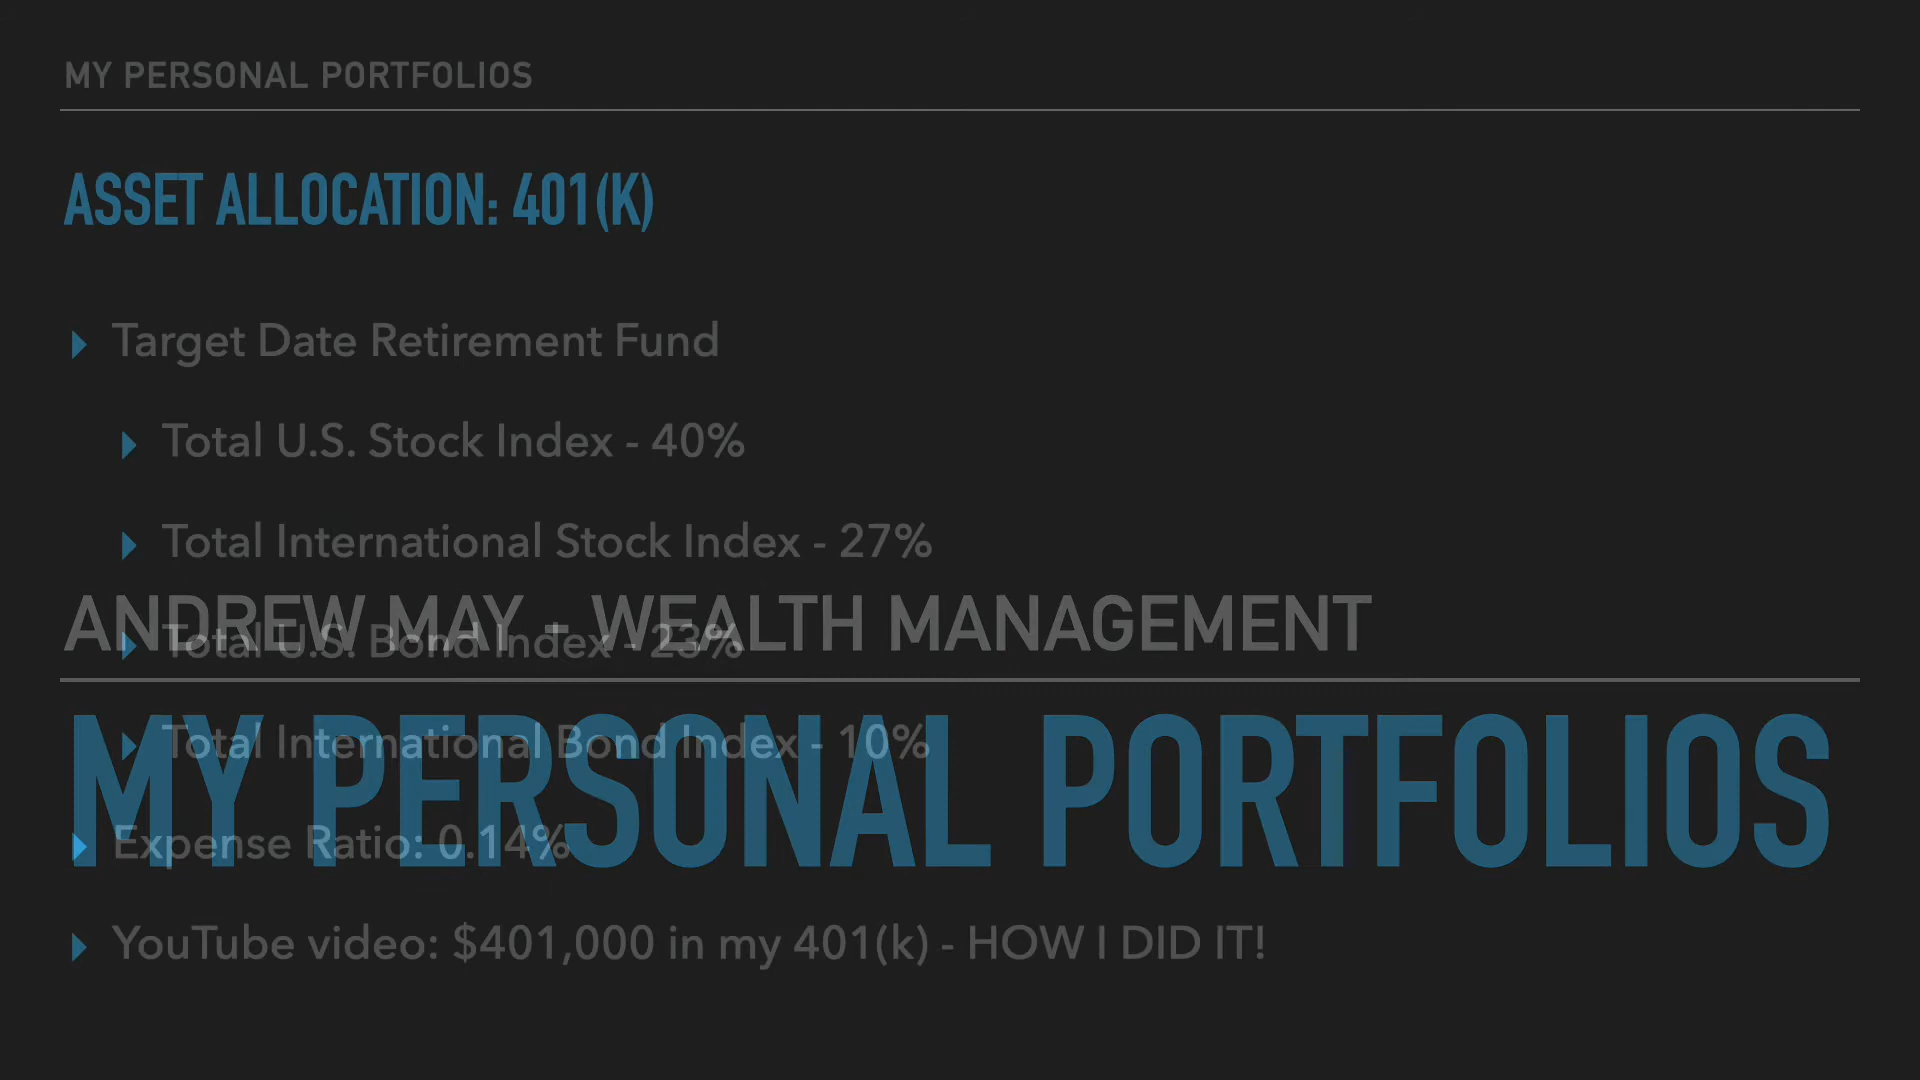 MY PERSONAL PORTFOLIOS
ASSET ALLOCATION: 401(K)
Target Date Retirement Fund
Total U.S. Stock Index - 40%
Total International Stock Index - 27%
ANDREW MAY - WEALTH MANAGEMENT
Total U.S. Bond Index - 23%
MY PERSONAL PORTFOLIOS
Total International Bond Index - 10%
Expense Ratio: 0.14%
YouTube video: $401,000 in my 401(k) - HOW I DID IT!